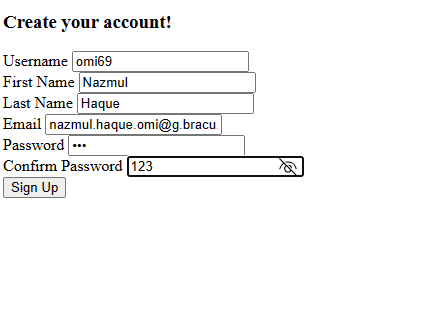 Create your account!
Username omi69
First Name Nazmul
Last Name Haque
Email nazmul.haque.omi@g.bracu.
Password •••
Confirm Password 123
Sign Up